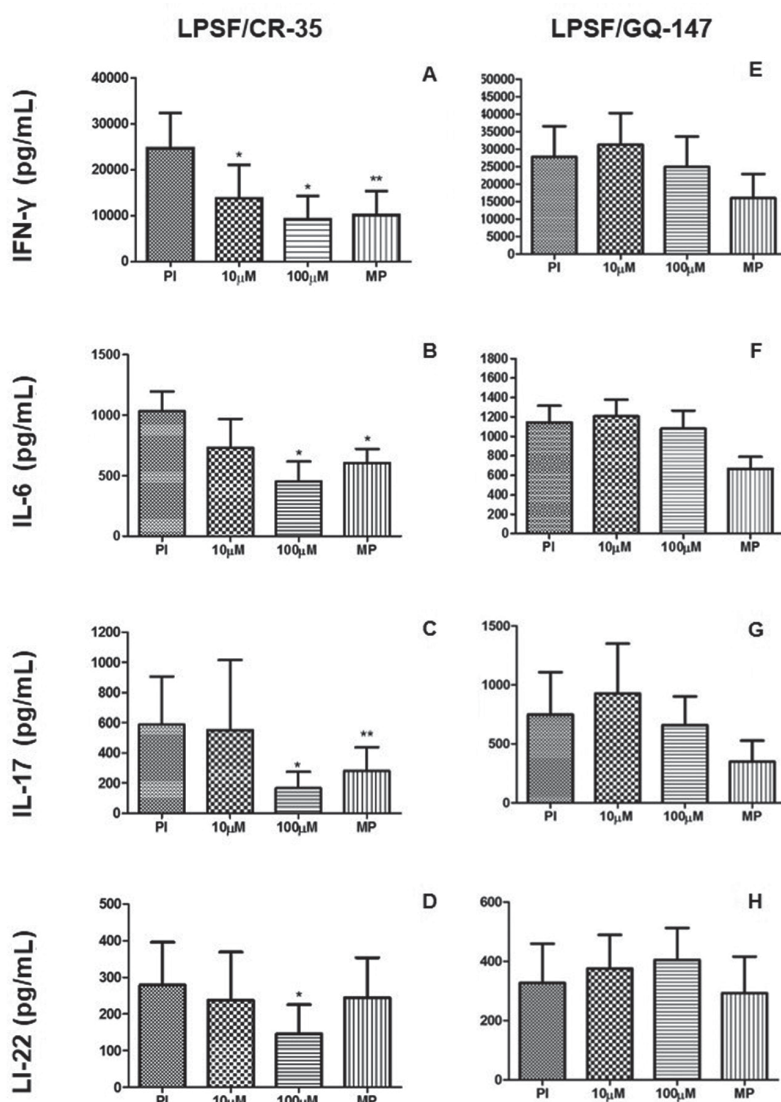 LPSF/CR-35
LPSF/GQ-147
IFN-γ (pg/mL)
A
40000
30000
20000
10000
0
*
*
**
PI 10μM 100μM MP
E
50000
50000
45000
40000
35000
30000
25000
20000
15000
10000
5000
0
PI 10μM 100μM MP
IL-6 (pg/mL)
B
1500
1000
500
0
*
*
PI 10μM 100μM MP
F
1800
1600
1400
1200
1000
800
600
400
200
0
PI 10μM 100μM MP
IL-17 (pg/mL)
C
1200
1000
800
600
400
200
0
*
**
PI 10μM 100μM MP
G
1500
1000
500
0
PI 10μM 100μM MP
LI-22 (pg/mL)
D
500
400
300
200
100
0
*
PI 10μM 100μM MP
H
600
400
200
0
PI 10μM 100μM MP